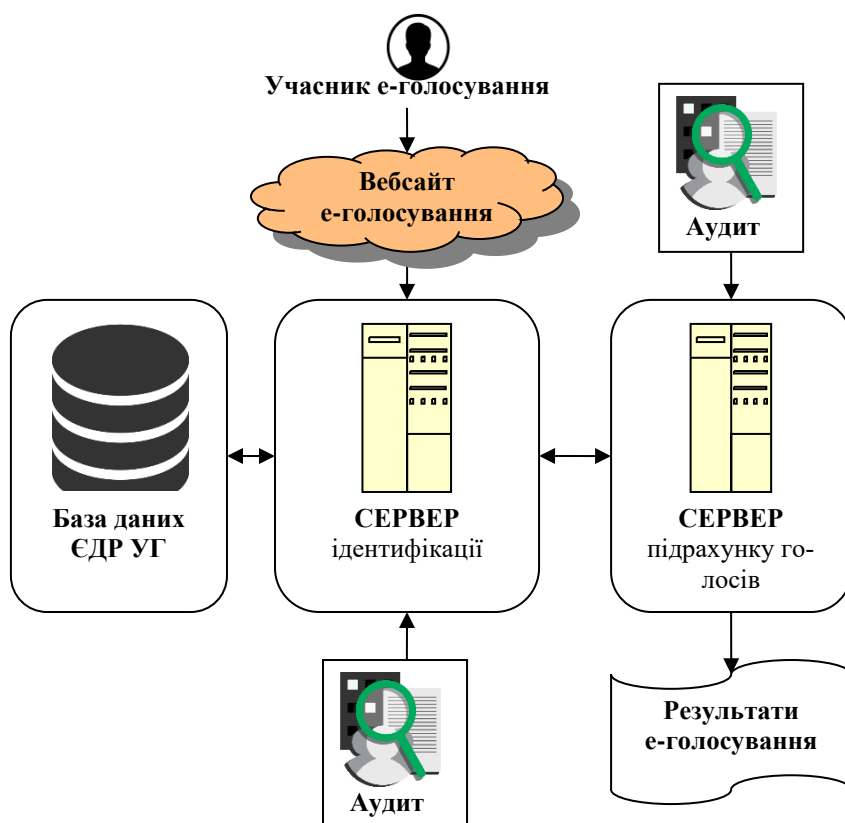 Учасник е-голосування
Вебсайт
е-голосування
Аудит
База даних
ЄДР УГ
СЕРВЕР
ідентифікації
СЕРВЕР
підрахунку го-
лосів
Аудит
Результати
е-голосування